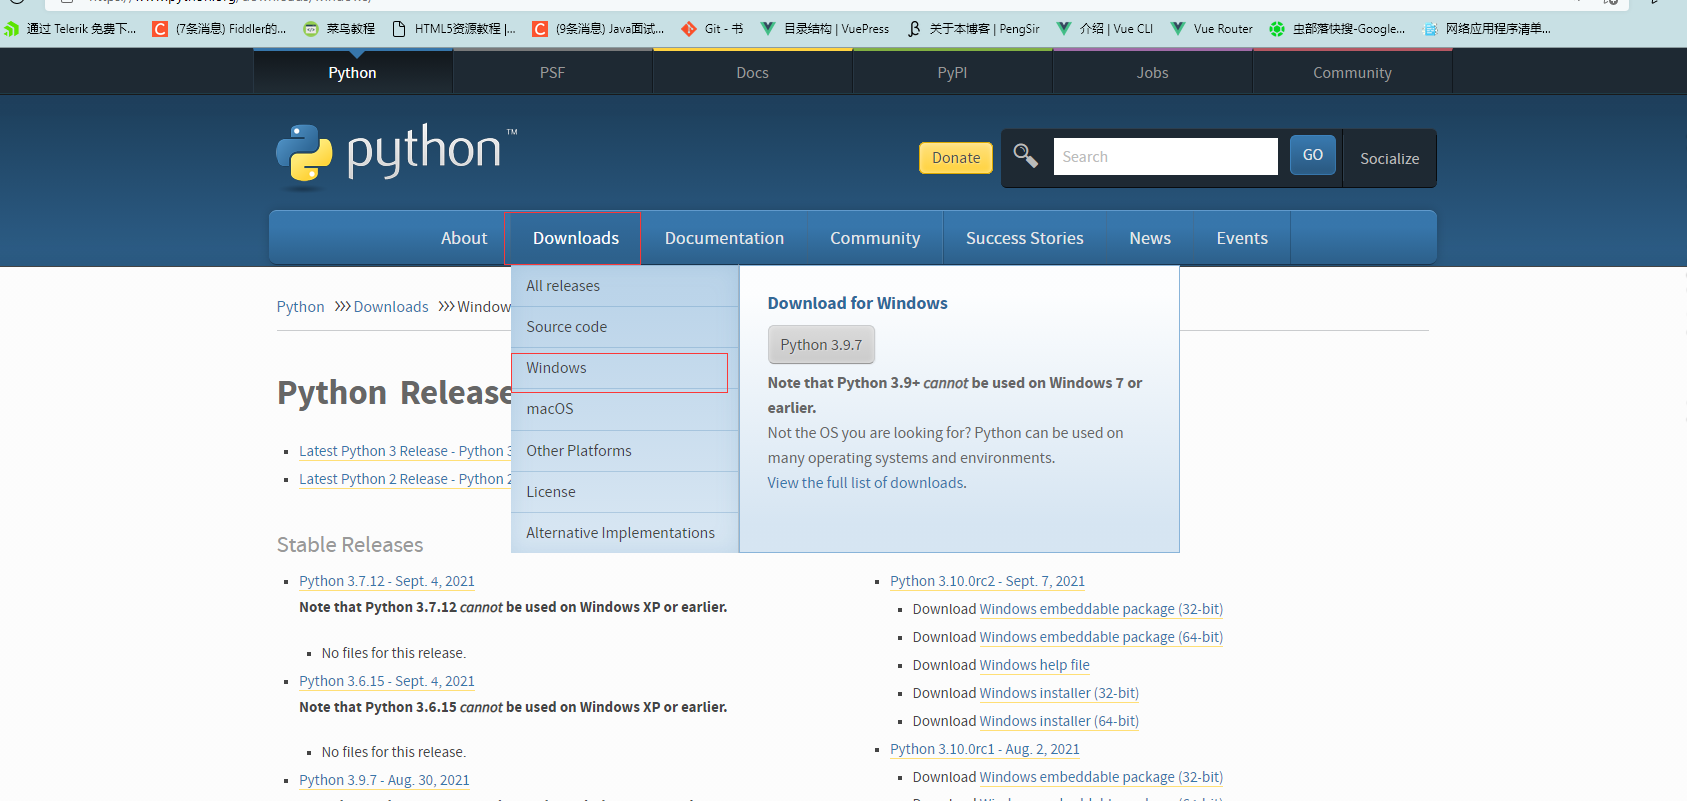 通过 Telerik 免费下...
(7条消息) Fiddler的...
菜鸟教程
HTML5资源教程 |...
(9条消息) Java面试...
Git - 书
目录结构 | VuePress
关于本博客 | PengSir
介绍 | Vue CLI
Vue Router
虫部落快搜-Google...
网络应用程序清单...
Python
PSF
Docs
PyPI
Jobs
Community
python™
Donate
Search
GO
Socialize
About
Downloads
Documentation
Community
Success Stories
News
Events
All releases
Source code
Windows
macOS
Other Platforms
License
Alternative Implementations
Download for Windows
Python 3.9.7
Note that Python 3.9+ cannot be used on Windows 7 or
earlier.
Not the OS you are looking for? Python can be used on
many operating systems and environments.
View the full list of downloads.
Python >>> Downloads >>> Window
Python Release
Latest Python 3 Release - Python 3
Latest Python 2 Release - Python 2
Stable Releases
Python 3.7.12 - Sept. 4, 2021
Note that Python 3.7.12 cannot be used on Windows XP or earlier.
No files for this release.
Python 3.6.15 - Sept. 4, 2021
Note that Python 3.6.15 cannot be used on Windows XP or earlier.
No files for this release.
Python 3.9.7 - Aug. 30, 2021
Python 3.10.0rc2 - Sept. 7, 2021
Download Windows embeddable package (32-bit)
Download Windows embeddable package (64-bit)
Download Windows help file
Download Windows installer (32-bit)
Download Windows installer (64-bit)
Python 3.10.0rc1 - Aug. 2, 2021
Download Windows embeddable package (32-bit)